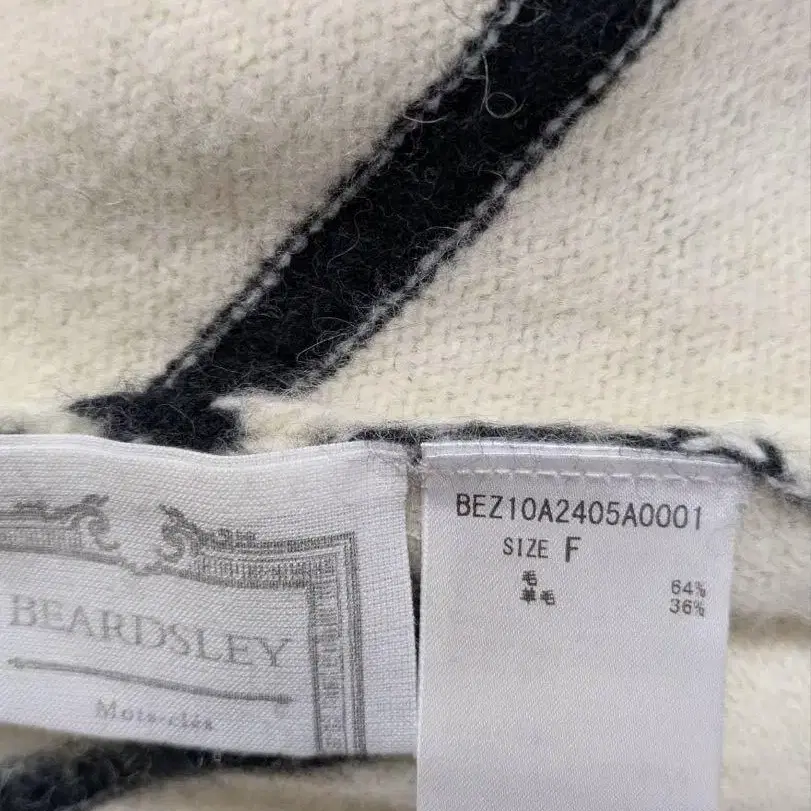 BEARDSLEY
Mots-clés
BEZ10A2405A0001
SIZE F
毛 64%
羊毛 36%